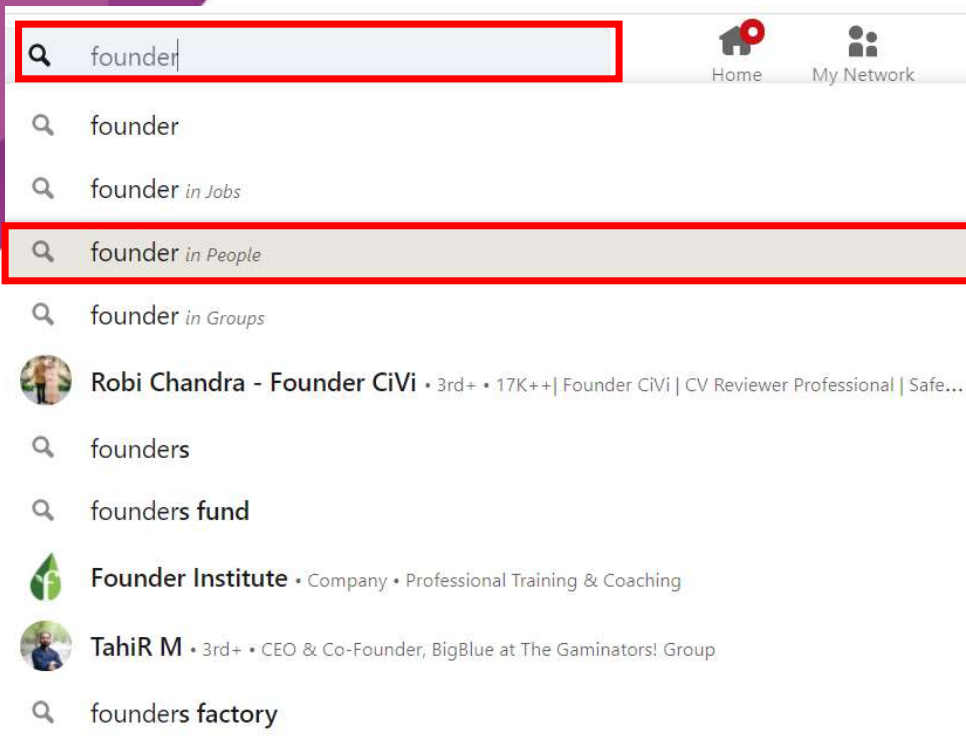 founder
Home
My Network
founder
founder in Jobs
founder in People
founder in Groups
Robi Chandra - Founder CiVi • 3rd+ • 17K++| Founder CiVi | CV Reviewer Professional | Safe...
founders
founders fund
Founder Institute • Company • Professional Training & Coaching
TahiR M • 3rd+ • CEO & Co-Founder, BigBlue at The Gaminators! Group
founders factory